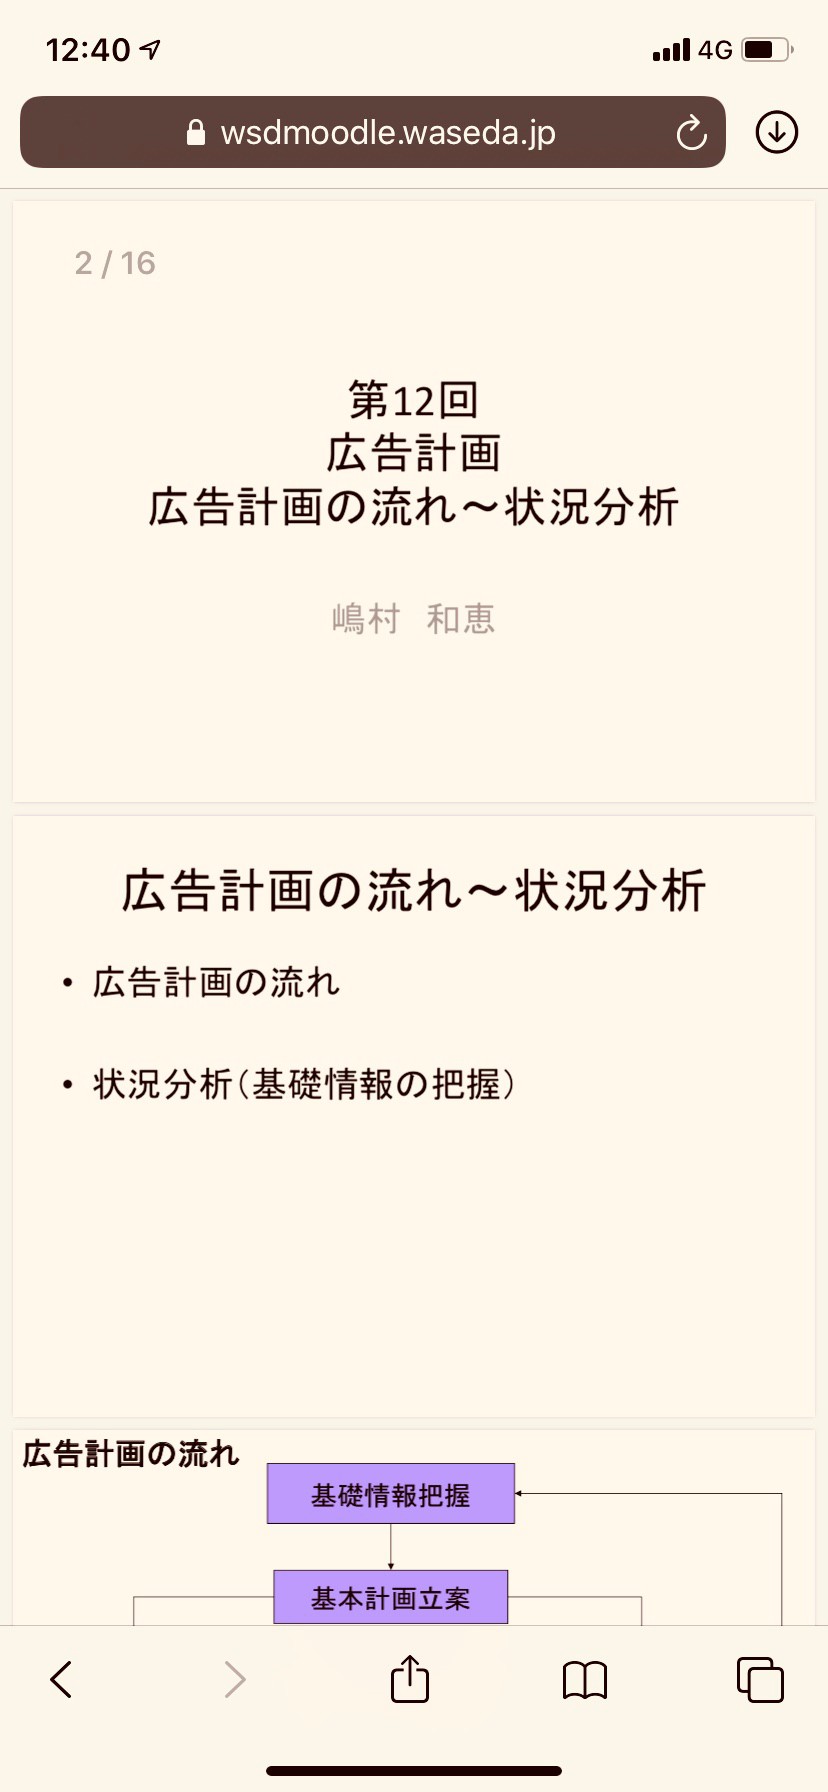 12:40
4G
wsdmoodle.waseda.jp
2 / 16
第12回
広告計画
広告計画の流れ～状況分析
嶋村 和恵
広告計画の流れ～状況分析
• 広告計画の流れ
• 状況分析(基礎情報の把握)
広告計画の流れ
基礎情報把握
基本計画立案